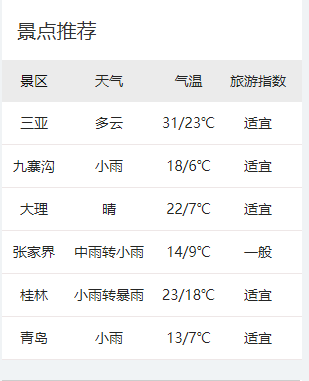 景点推荐
景区 天气 气温 旅游指数
三亚 多云 31/23℃ 适宜
九寨沟 小雨 18/6℃ 适宜
大理 晴 22/7℃ 适宜
张家界 中雨转小雨 14/9℃ 一般
桂林 小雨转暴雨 23/18℃ 适宜
青岛 小雨 13/7℃ 适宜